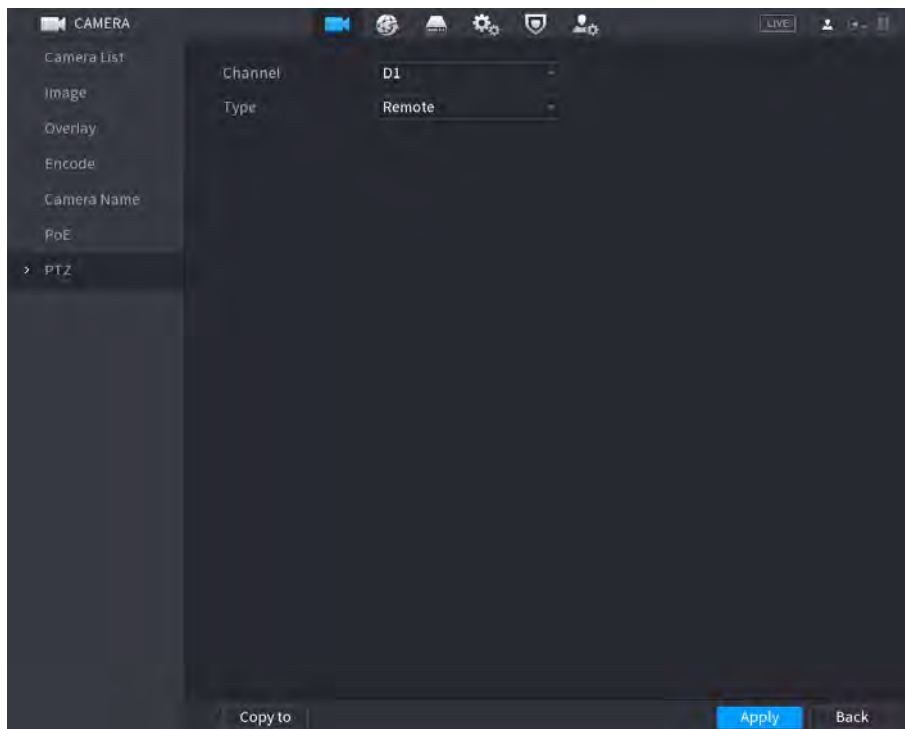 CAMERA
LIVE
Camera List
Image
Overlay
Encode
Camera Name
PoE
> PTZ
Channel D1
Type Remote
Copy to
Apply
Back